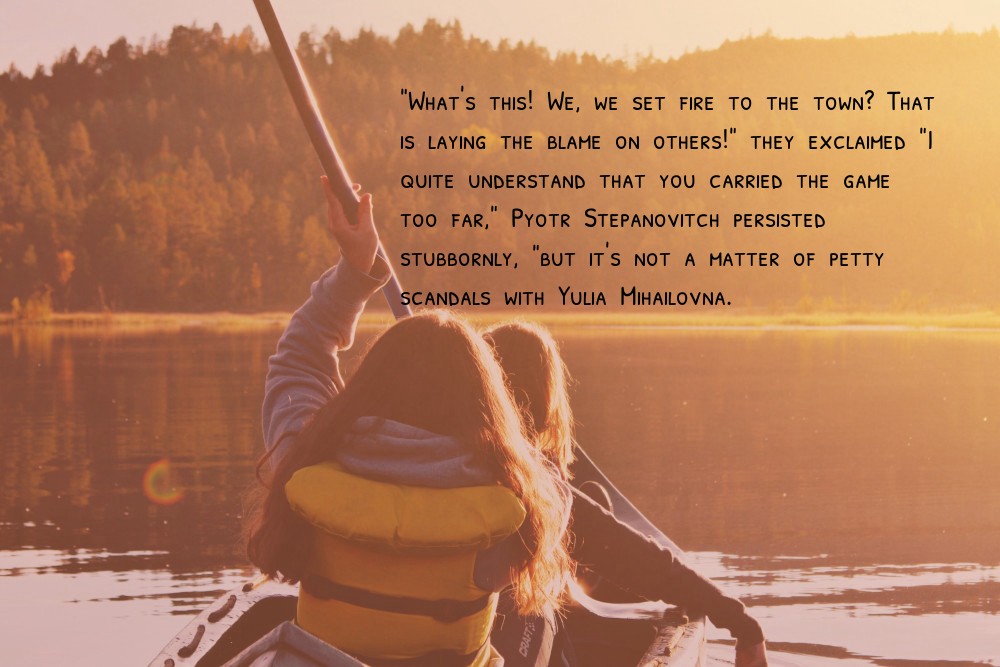 "What's this! We, we set fire to the town? That
is laying the blame on others!" they exclaimed "I
quite understand that you carried the game
too far," Pyotr Stepanovitch persisted
stubbornly, "but it's not a matter of petty
scandals with Yulia Mihailovna.
CRAFT